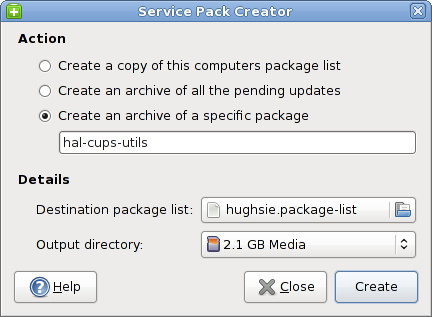 Service Pack Creator
Action
Create a copy of this computers package list
Create an archive of all the pending updates
Create an archive of a specific package
hal-cups-utils
Details
Destination package list: hughsie.package-list
Output directory: 2.1 GB Media
Help Close Create